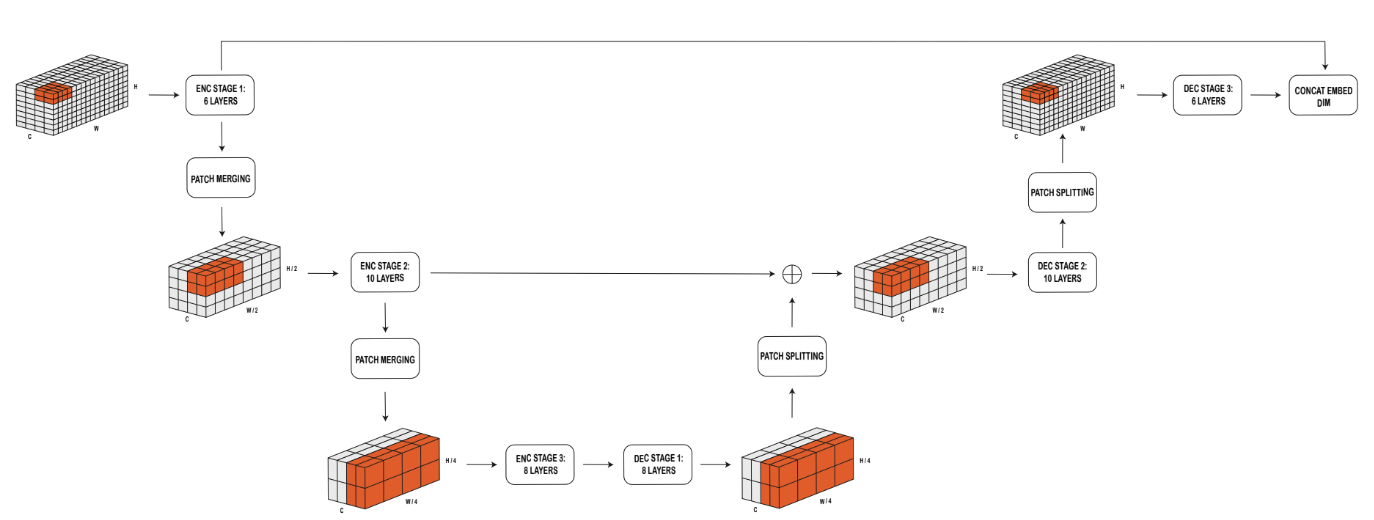 H
C
W
ENC STAGE 1:
6 LAYERS
PATCH MERGING
H / 2
C
W / 2
ENC STAGE 2:
10 LAYERS
PATCH MERGING
H / 4
C
W / 4
ENC STAGE 3:
8 LAYERS
DEC STAGE 1:
8 LAYERS
H / 4
C
W / 4
PATCH SPLITTING
H / 2
C
W / 2
DEC STAGE 2:
10 LAYERS
PATCH SPLITTING
H
C
W
DEC STAGE 3:
6 LAYERS
CONCAT EMBED
DIM